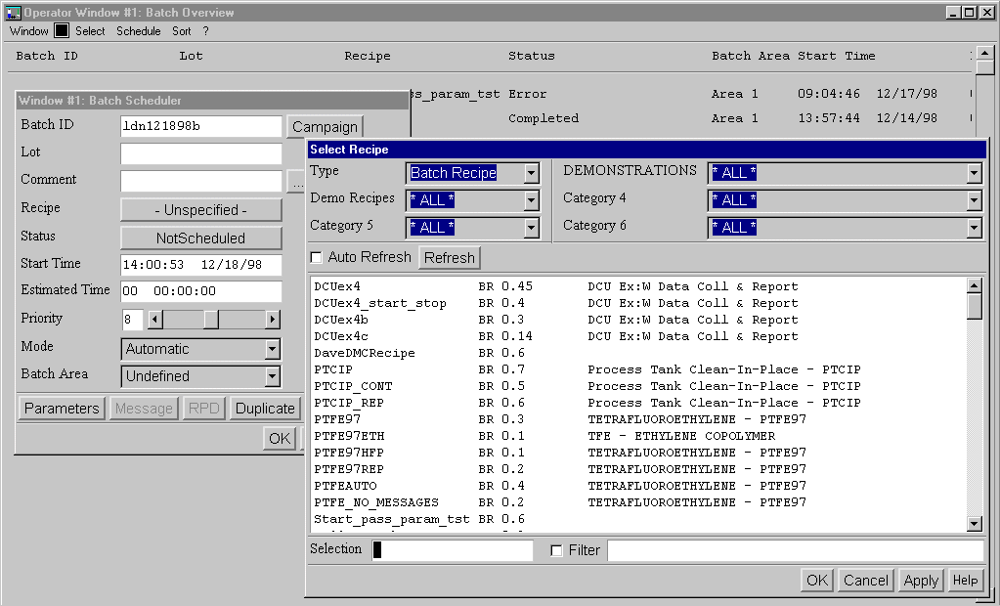 Operator Window #1: Batch Overview
Window Select Schedule Sort ?
Batch ID Lot Recipe Status Batch Area Start Time
ss_param_tst Error Area 1 09:04:46 12/17/98
Completed Area 1 13:57:44 12/14/98
Window #1: Batch Scheduler
Batch ID ldn121898b Campaign
Lot
Comment ...
Recipe - Unspecified -
Status NotScheduled
Start Time 14:00:53 12/18/98
Estimated Time 00 00:00:00
Priority 8
Mode Automatic
Batch Area Undefined
Parameters Message RPD Duplicate
OK
Select Recipe
Type Batch Recipe DEMONSTRATIONS * ALL *
Demo Recipes * ALL * Category 4 * ALL *
Category 5 * ALL * Category 6 * ALL *
Auto Refresh Refresh
DCUex4 BR 0.45 DCU Ex:W Data Coll & Report
DCUex4_start_stop BR 0.4 DCU Ex:W Data Coll & Report
DCUex4b BR 0.3 DCU Ex:W Data Coll & Report
DCUex4c BR 0.14 DCU Ex:W Data Coll & Report
DaveDMCRecipe BR 0.6
PTCIP BR 0.7 Process Tank Clean-In-Place - PTCIP
PTCIP_CONT BR 0.5 Process Tank Clean-In-Place - PTCIP
PTCIP_REP BR 0.6 Process Tank Clean-In-Place - PTCIP
PTFE97 BR 0.3 TETRAFLUOROETHYLENE - PTFE97
PTFE97ETH BR 0.1 TFE - ETHYLENE COPOLYMER
PTFE97HFP BR 0.1 TETRAFLUOROETHYLENE - PTFE97
PTFE97REP BR 0.2 TETRAFLUOROETHYLENE - PTFE97
PTFEAUTO BR 0.4 TETRAFLUOROETHYLENE - PTFE97
PTFE_NO_MESSAGES BR 0.2 TETRAFLUOROETHYLENE - PTFE97
Start_pass_param_tst BR 0.6
Selection Filter
OK Cancel Apply Help